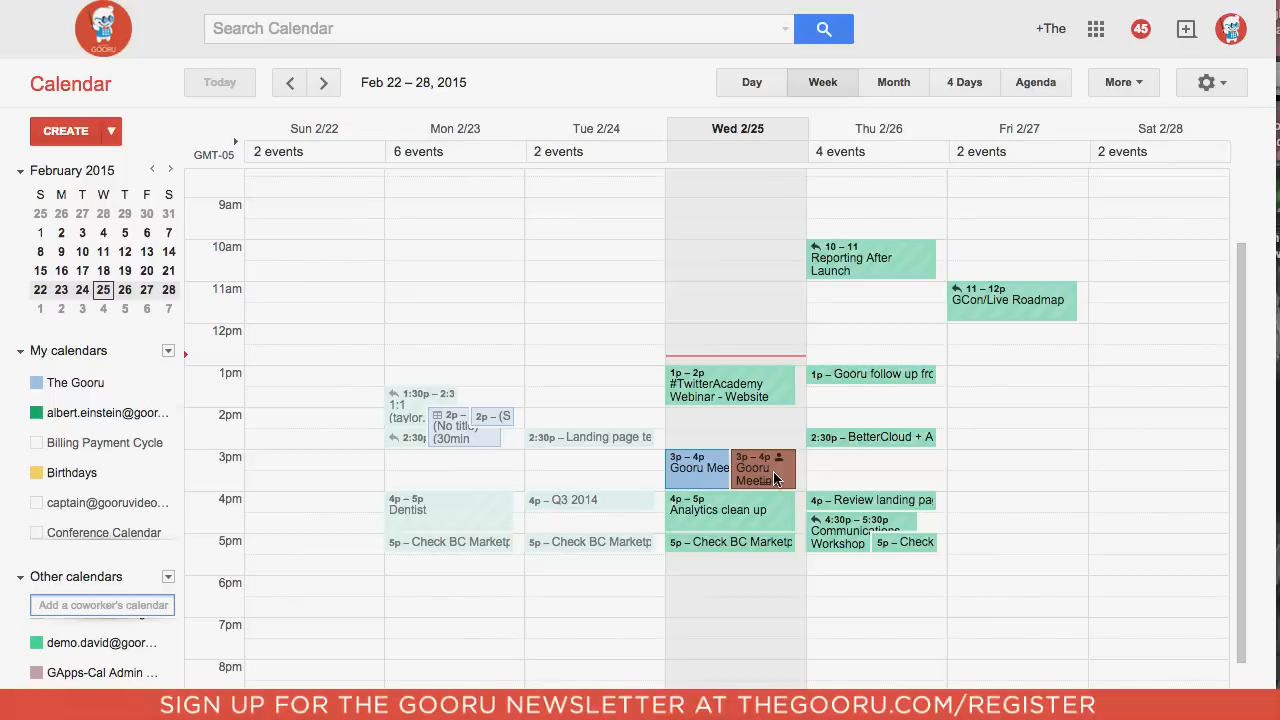 GOORU
Search Calendar
+The
45
Calendar
Today
Feb 22 – 28, 2015
Day
Week
Month
4 Days
Agenda
More
CREATE
February 2015
S M T W T F S
25 26 27 28 29 30 31
1 2 3 4 5 6 7
8 9 10 11 12 13 14
15 16 17 18 19 20 21
22 23 24 25 26 27 28
1 2 3 4 5 6 7
My calendars
The Gooru
albert.einstein@goor...
Billing Payment Cycle
Birthdays
captain@gooruvideo...
Conference Calendar
Other calendars
Add a coworker's calendar
demo.david@goor...
GApps-Cal Admin ...
GMT-05
Sun 2/22
Mon 2/23
Tue 2/24
Wed 2/25
Thu 2/26
Fri 2/27
Sat 2/28
2 events
6 events
2 events
4 events
2 events
2 events
9am
10am
11am
12pm
1pm
2pm
3pm
4pm
5pm
6pm
7pm
8pm
1:30p – 2:3
1:1
(taylor.
2p –
(No title)
(30min
2p – (S
2:30p
4p – 5p
Dentist
5p – Check BC Marketp
2:30p – Landing page te
4p – Q3 2014
5p – Check BC Marketp
1p – 2p
#TwitterAcademy
Webinar - Website
3p – 4p
Gooru Mee
3p – 4p
Gooru
Meeting
4p – 5p
Analytics clean up
5p – Check BC Marketp
10 – 11
Reporting After
Launch
1p – Gooru follow up fro
2:30p – BetterCloud + A
4p – Review landing pa
4:30p – 5:30p
Communications
Workshop
5p – Check
11 – 12p
GCon/Live Roadmap
SIGN UP FOR THE GOORU NEWSLETTER AT THEGOORU.COM/REGISTER